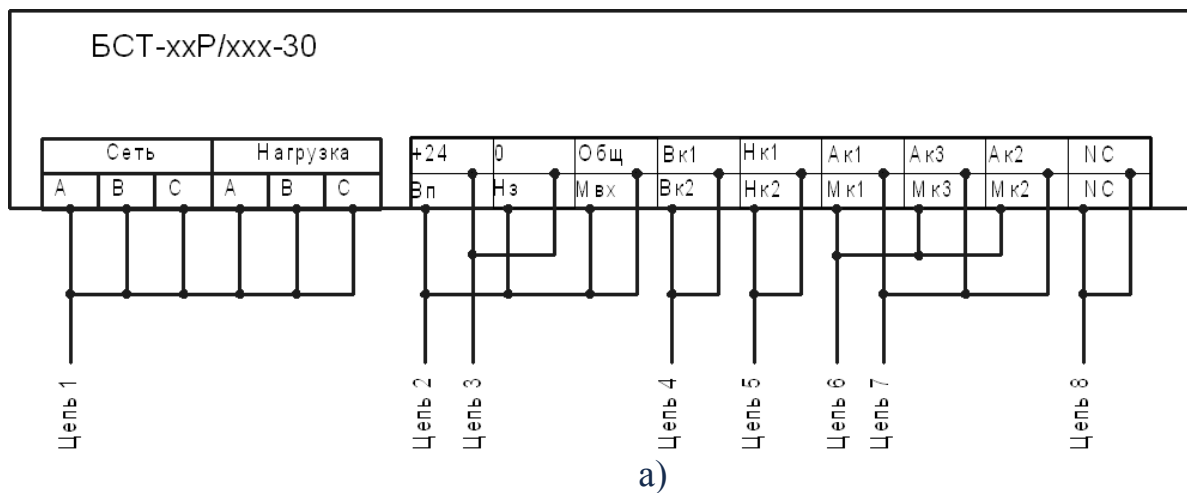 БСТ-ххР/ххх-30
Сеть Нагрузка
А В С А В С
+24 0 Общ Вк1 Нк1 Ак1 Ак3 Ак2 NC
Вп Нз Мвх Вк2 Нк2 Мк1 Мк3 Мк2 NC
Цепь 1
Цепь 2
Цепь 3
Цепь 4
Цепь 5
Цепь 6
Цепь 7
Цепь 8
а)